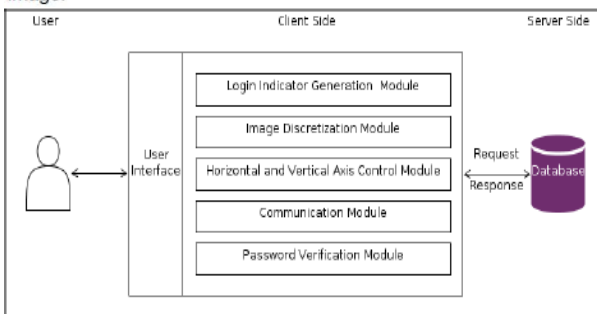 User
Client Side
Server Side
Login Indicator Generation Module
Image Discretization Module
User
Interface
Horizontal and Vertical Axis Control Module
Request
Response
Database
Communication Module
Password Verification Module